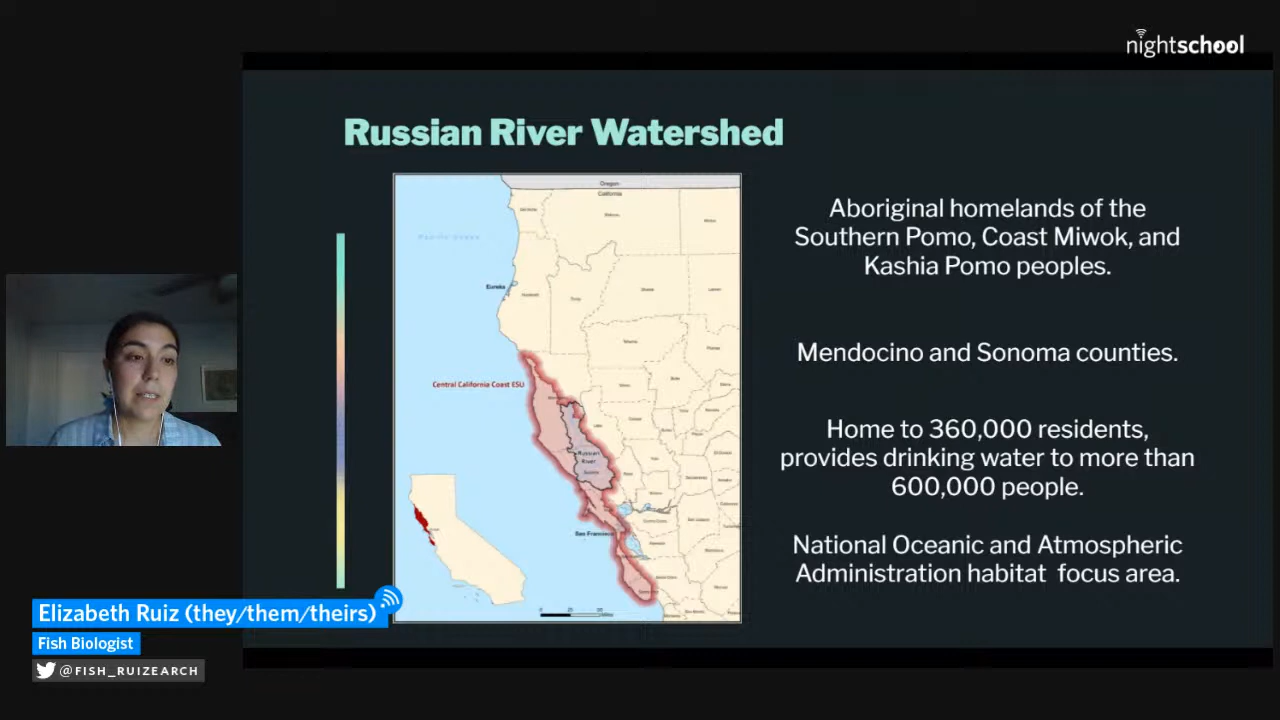 nightschool
Russian River Watershed
Oregon
California
Pacific Ocean
Eureka
Central California Coast ESU
Russian
River
San Francisco
Aboriginal homelands of the
Southern Pomo, Coast Miwok, and
Kashia Pomo peoples.
Mendocino and Sonoma counties.
Home to 360,000 residents,
provides drinking water to more than
600,000 people.
National Oceanic and Atmospheric
Administration habitat focus area.
Elizabeth Ruiz (they/them/theirs)
Fish Biologist
@FISH_RUIZEARCH